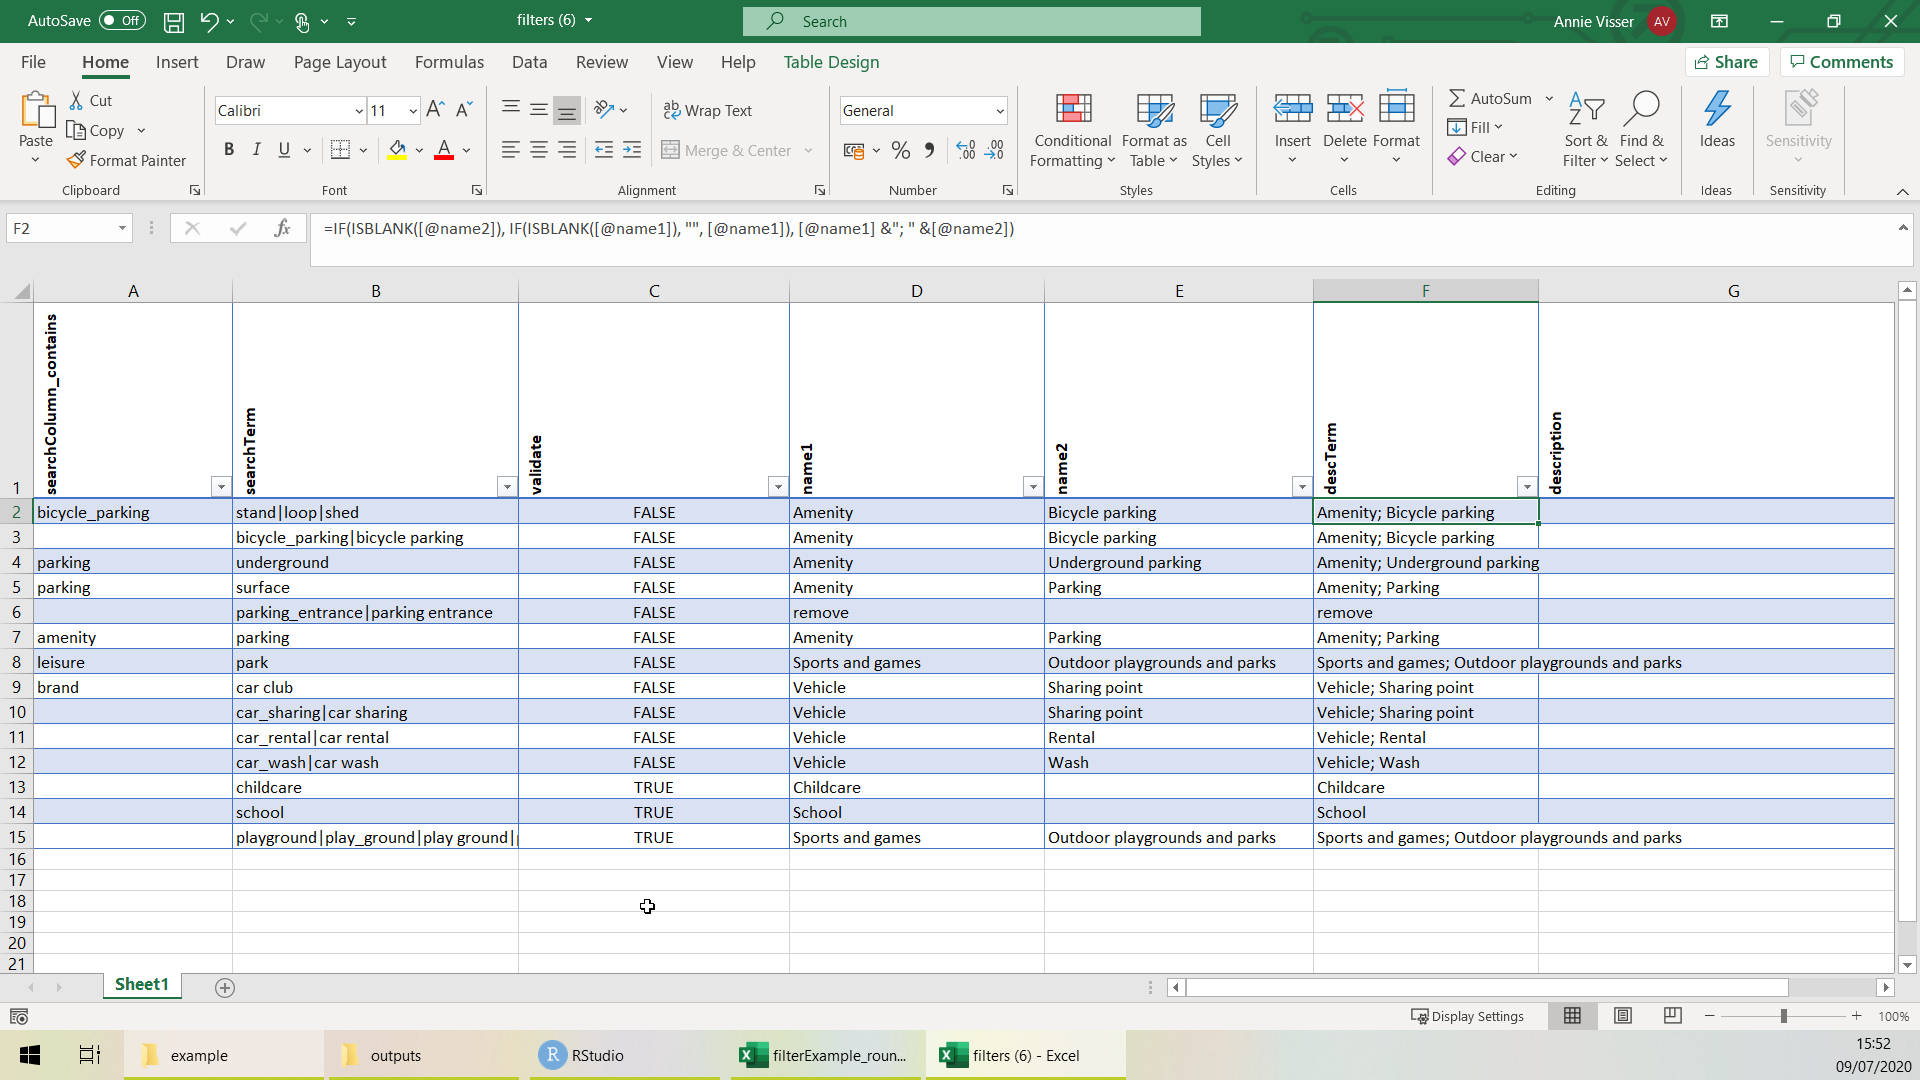 AutoSave Off filters (6) Search Annie Visser AV
File Home Insert Draw Page Layout Formulas Data Review View Help Table Design Share Comments
Paste Cut Copy Format Painter Clipboard
Calibri 11 B I U A Font
ab Wrap Text Merge & Center Alignment
General % Number
Conditional Formatting Format as Table Cell Styles Styles
Insert Delete Format Cells
AutoSum Fill Clear Sort & Filter Find & Select Editing
Ideas Ideas
Sensitivity Sensitivity
F2 fx =IF(ISBLANK([@name2]), IF(ISBLANK([@name1]), "", [@name1]), [@name1] &"; " &[@name2])
A B C D E F G
1 searchColumn_contains searchTerm validate name1 name2 descTerm description
2 bicycle_parking stand|loop|shed FALSE Amenity Bicycle parking Amenity; Bicycle parking
3 bicycle_parking|bicycle parking FALSE Amenity Bicycle parking Amenity; Bicycle parking
4 parking underground FALSE Amenity Underground parking Amenity; Underground parking
5 parking surface FALSE Amenity Parking Amenity; Parking
6 parking_entrance|parking entrance FALSE remove remove
7 amenity parking FALSE Amenity Parking Amenity; Parking
8 leisure park FALSE Sports and games Outdoor playgrounds and parks Sports and games; Outdoor playgrounds and parks
9 brand car club FALSE Vehicle Sharing point Vehicle; Sharing point
10 car_sharing|car sharing FALSE Vehicle Sharing point Vehicle; Sharing point
11 car_rental|car rental FALSE Vehicle Rental Vehicle; Rental
12 car_wash|car wash FALSE Vehicle Wash Vehicle; Wash
13 childcare TRUE Childcare Childcare
14 school TRUE School School
15 playground|play_ground|play ground| TRUE Sports and games Outdoor playgrounds and parks Sports and games; Outdoor playgrounds and parks
16
17
18
19
20
21
Sheet1
Display Settings 100%
example outputs R RStudio filterExample_roun... filters (6) - Excel 15:52
09/07/2020